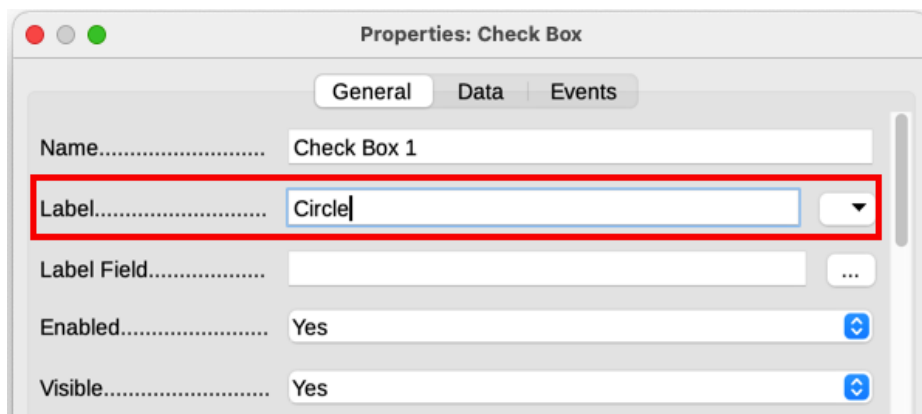 Properties: Check Box
General Data Events
Name............................ Check Box 1
Label............................. Circle
Label Field.................... ...
Enabled......................... Yes
Visible............................ Yes